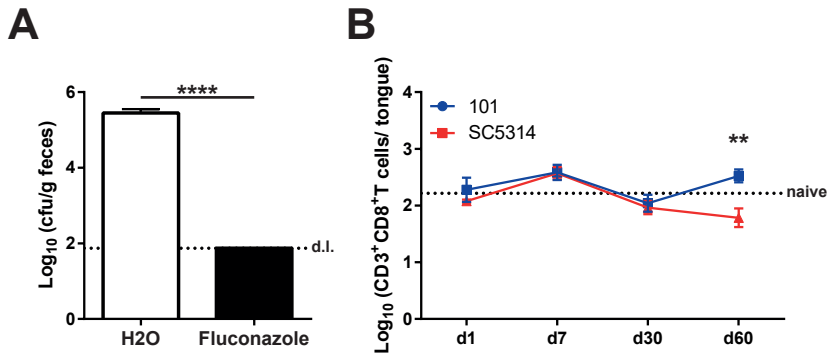 A
Log10 (cfu/g feces)
6
4
2
0
****
d.l.
H2O Fluconazole
B
Log10 (CD3+CD8+T cells/ tongue)
4
3
2
1
0
101
SC5314
**
naive
d1 d7 d30 d60